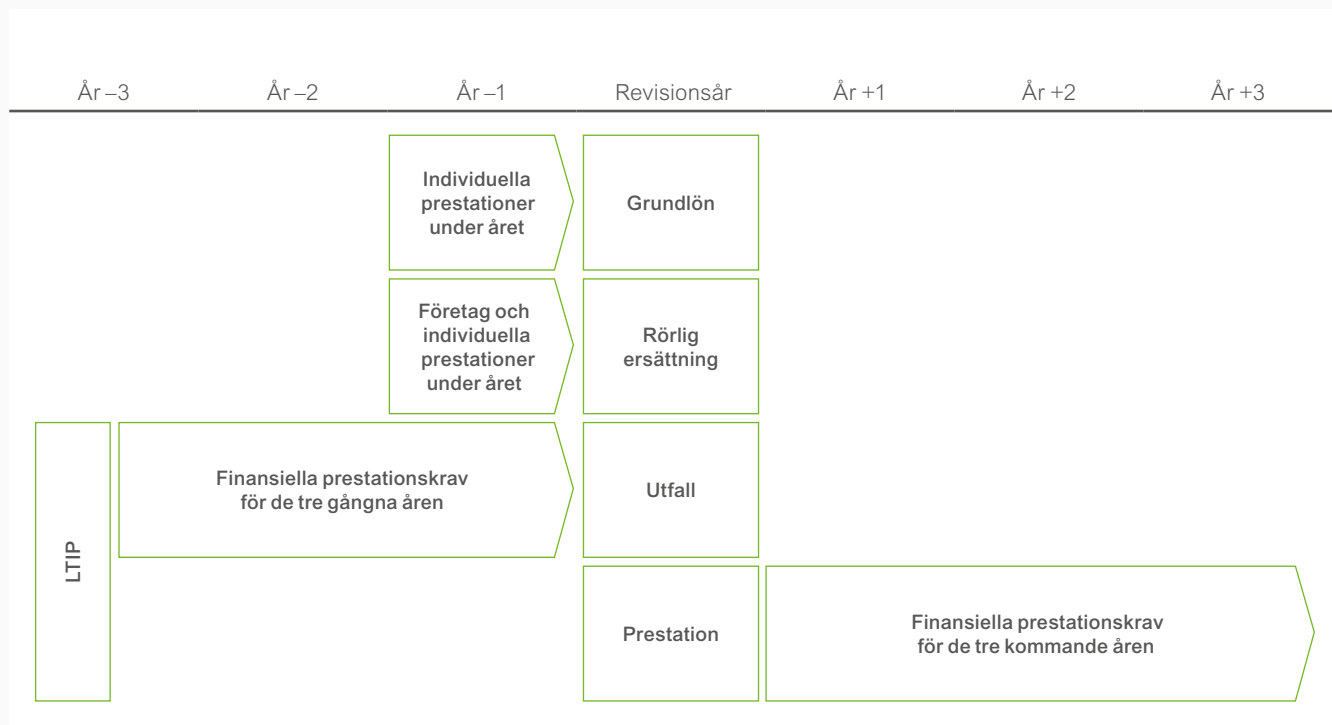 År –3
År –2
År –1
Revisionsår
År +1
År +2
År +3
Individuella
prestationer
under året
Grundlön
Företag och
individuella
prestationer
under året
Rörlig
ersättning
LTIP
Finansiella prestationskrav
för de tre gångna åren
Utfall
Prestation
Finansiella prestationskrav
för de tre kommande åren